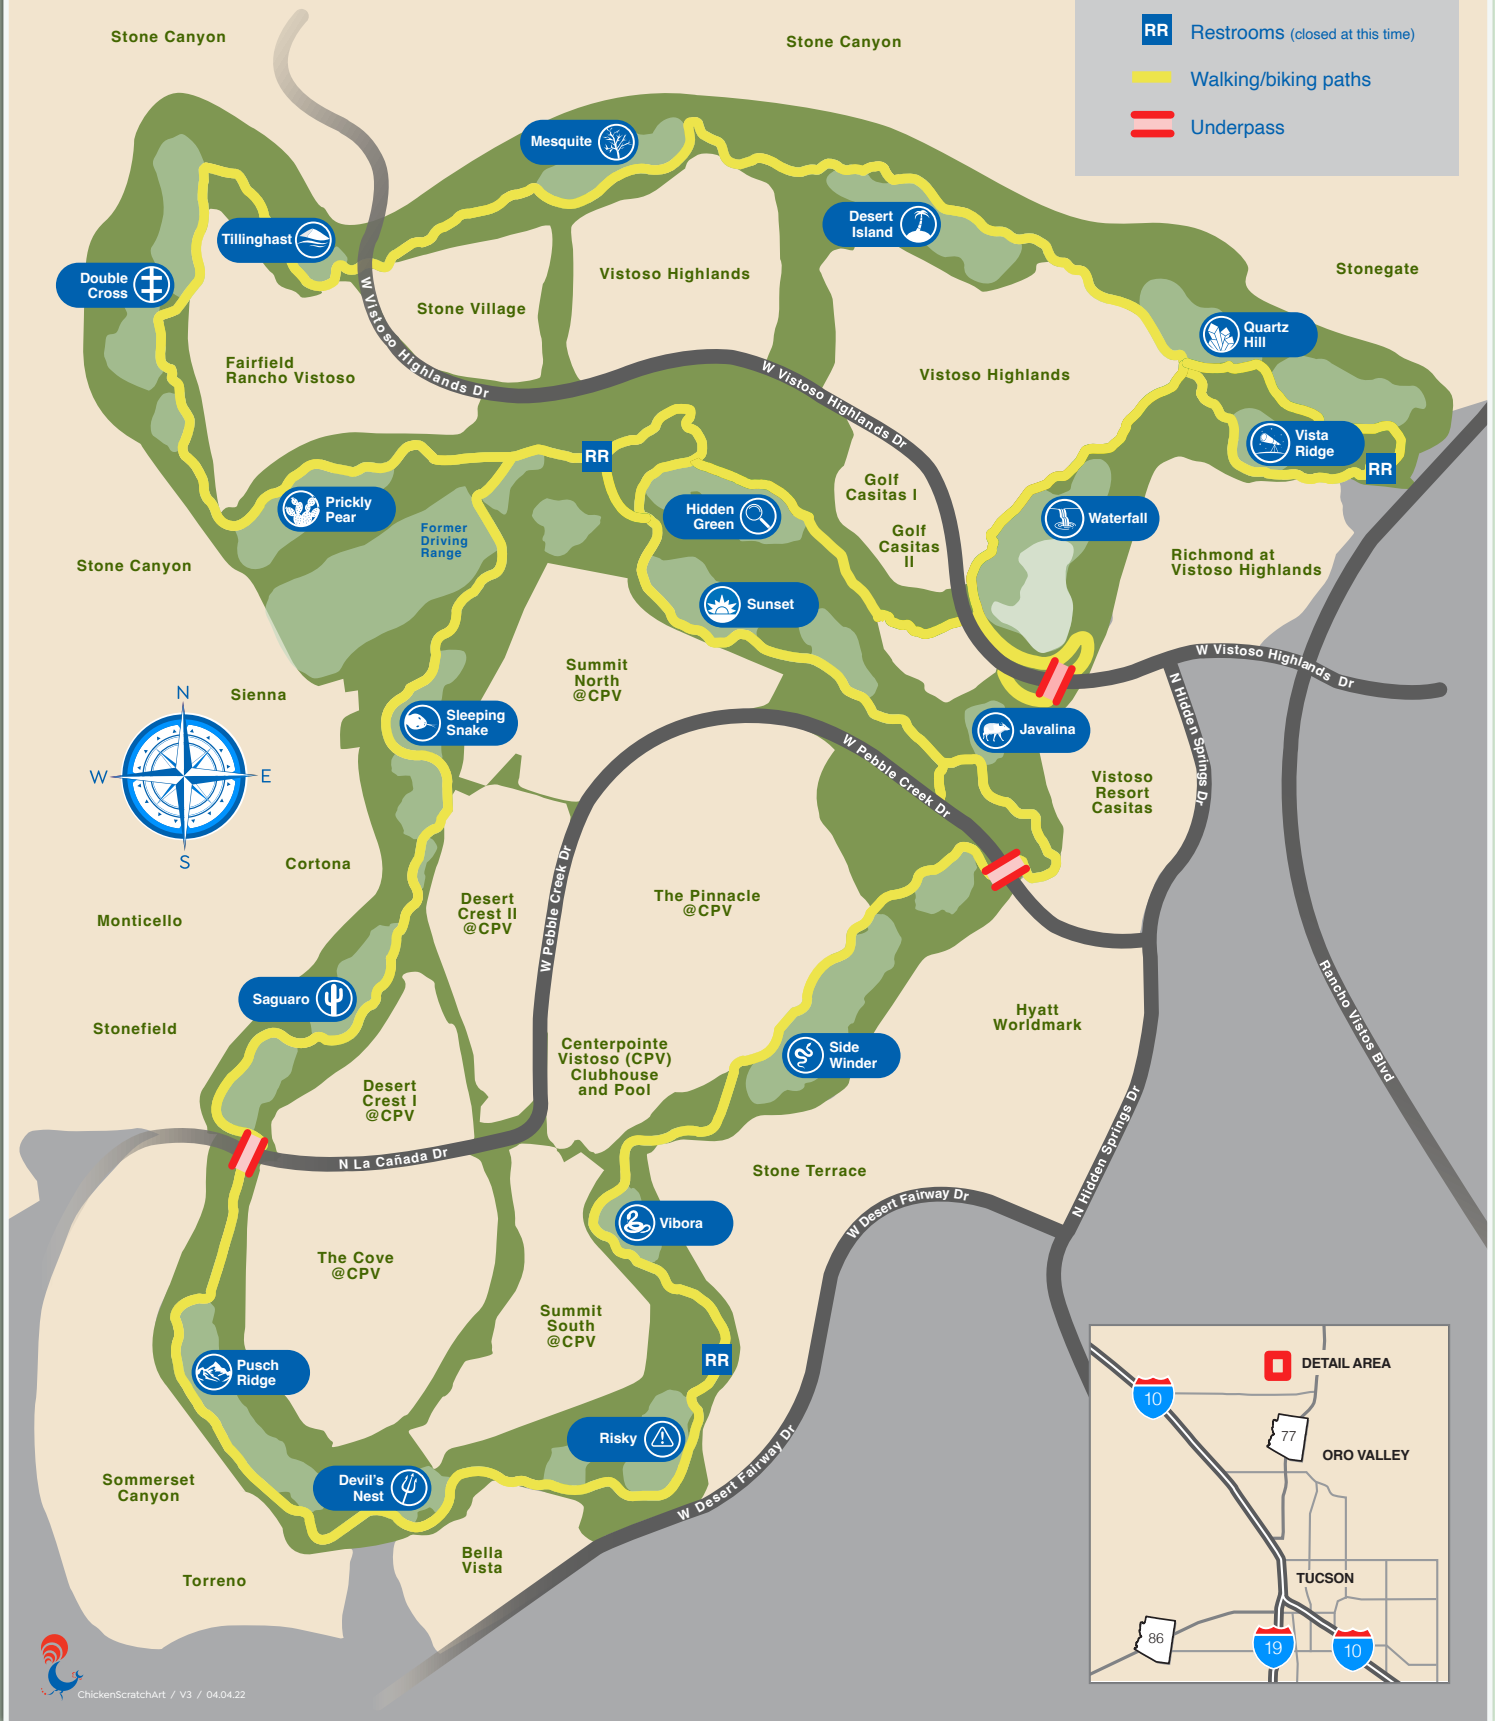 Stone Canyon
Stone Canyon
RR Restrooms (closed at this time)
Walking/biking paths
Underpass
Mesquite
Tillinghast
Desert
Island
Double
Cross
Stonegate
Vistoso Highlands
Stone Village
W Vistoso Highlands Dr
Quartz
Hill
Fairfield
Rancho Vistoso
Vistoso Highlands
W Vistoso Highlands Dr
Vista
Ridge
RR
RR
Golf
Casitas I
Prickly
Pear
Hidden
Green
Waterfall
Former
Driving
Range
Golf
Casitas
II
Stone Canyon
Richmond at
Vistoso Highlands
Sunset
W Vistoso Highlands Dr
Summit
North
@CPV
N Hidden Springs Dr
Sienna
N
W
E
S
Sleeping
Snake
Javalina
W Pebble Creek Dr
Vistoso
Resort
Casitas
Cortona
W Pebble Creek Dr
Desert
Crest II
@CPV
The Pinnacle
@CPV
Monticello
Rancho Vistos Blvd
Saguaro
Stonefield
Hyatt
Worldmark
Centerpointe
Vistoso (CPV)
Clubhouse
and Pool
Side
Winder
Desert
Crest I
@CPV
N Hidden Springs Dr
N La Cañada Dr
Stone Terrace
W Desert Fairway Dr
Vibora
The Cove
@CPV
Summit
South
@CPV
RR
Pusch
Ridge
Risky
W Desert Fairway Dr
Devil's
Nest
Sommerset
Canyon
Bella
Vista
Torreno
DETAIL AREA
10
77
ORO VALLEY
TUCSON
86
19
10
ChickenScratchArt / V3 / 04.04.22